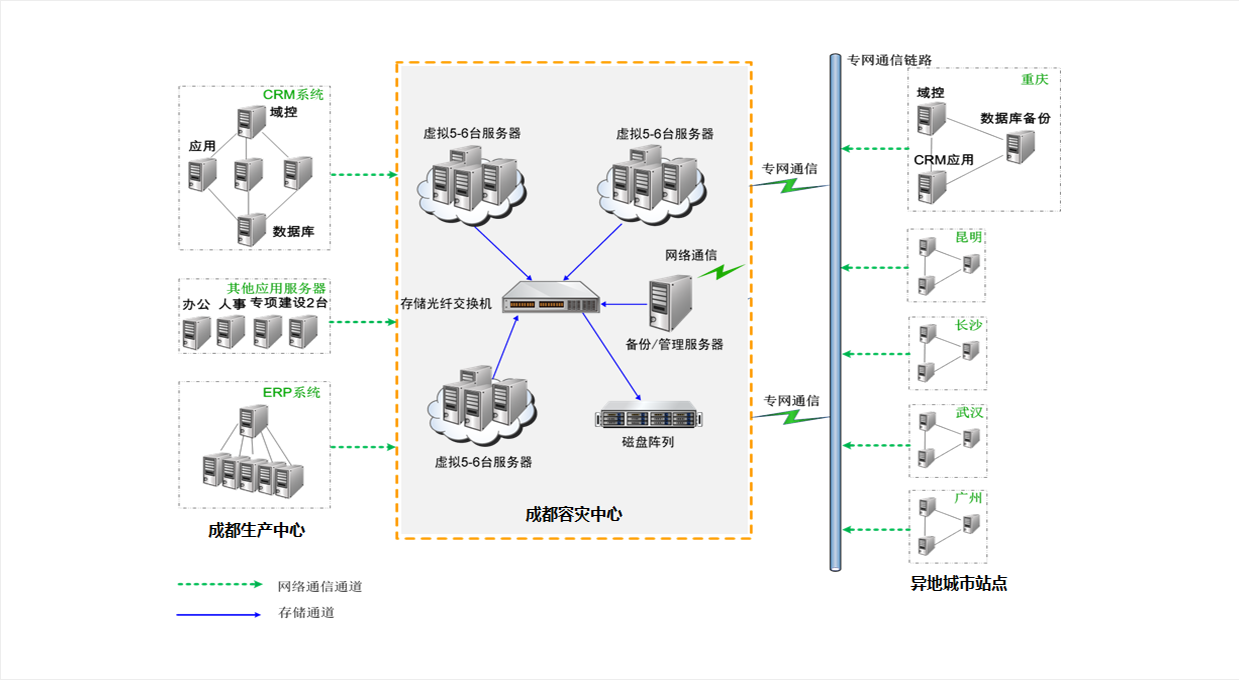 CRM系统
域控
应用
数据库
其他应用服务器
办公 人事 专项建设2台
ERP系统
成都生产中心
网络通信通道
存储通道
虚拟5-6台服务器
虚拟5-6台服务器
网络通信
存储光纤交换机
备份/管理服务器
磁盘阵列
虚拟5-6台服务器
成都容灾中心
专网通信
专网通信
专网通信链路
重庆
域控
数据库备份
CRM应用
昆明
长沙
武汉
广州
异地城市站点